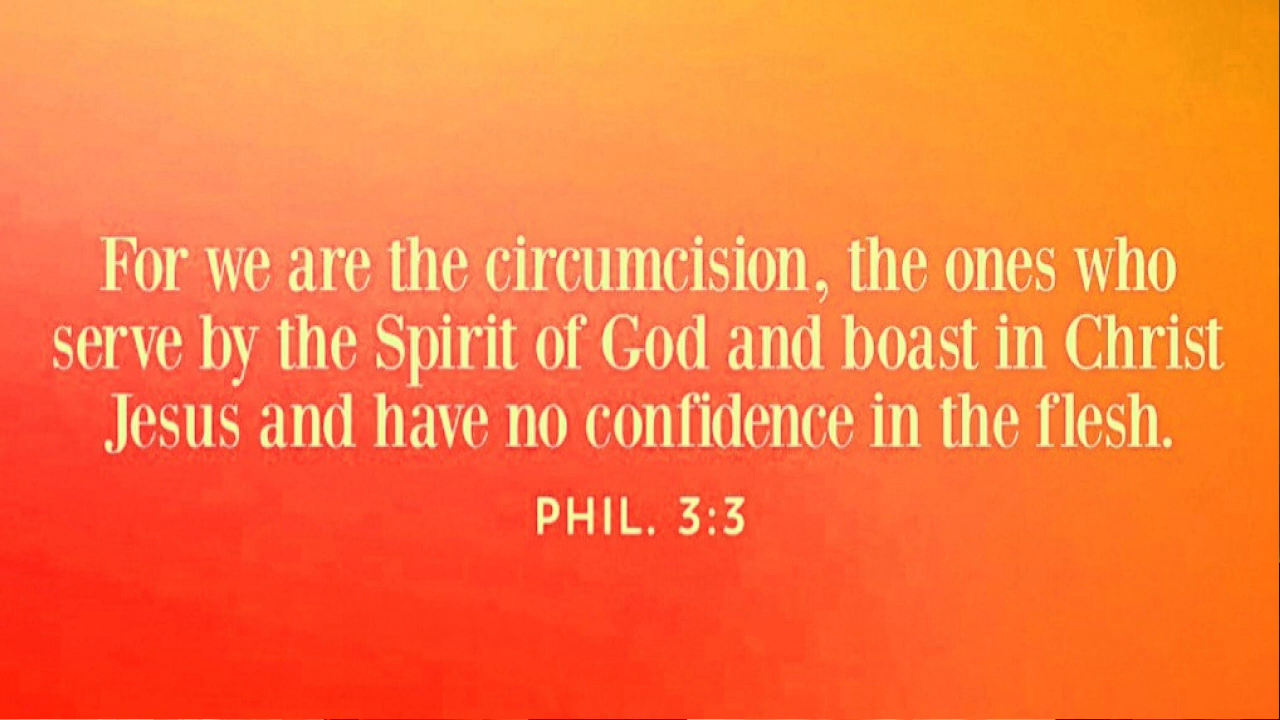 For we are the circumcision, the ones who
serve by the Spirit of God and boast in Christ
Jesus and have no confidence in the flesh.
PHIL. 3:3